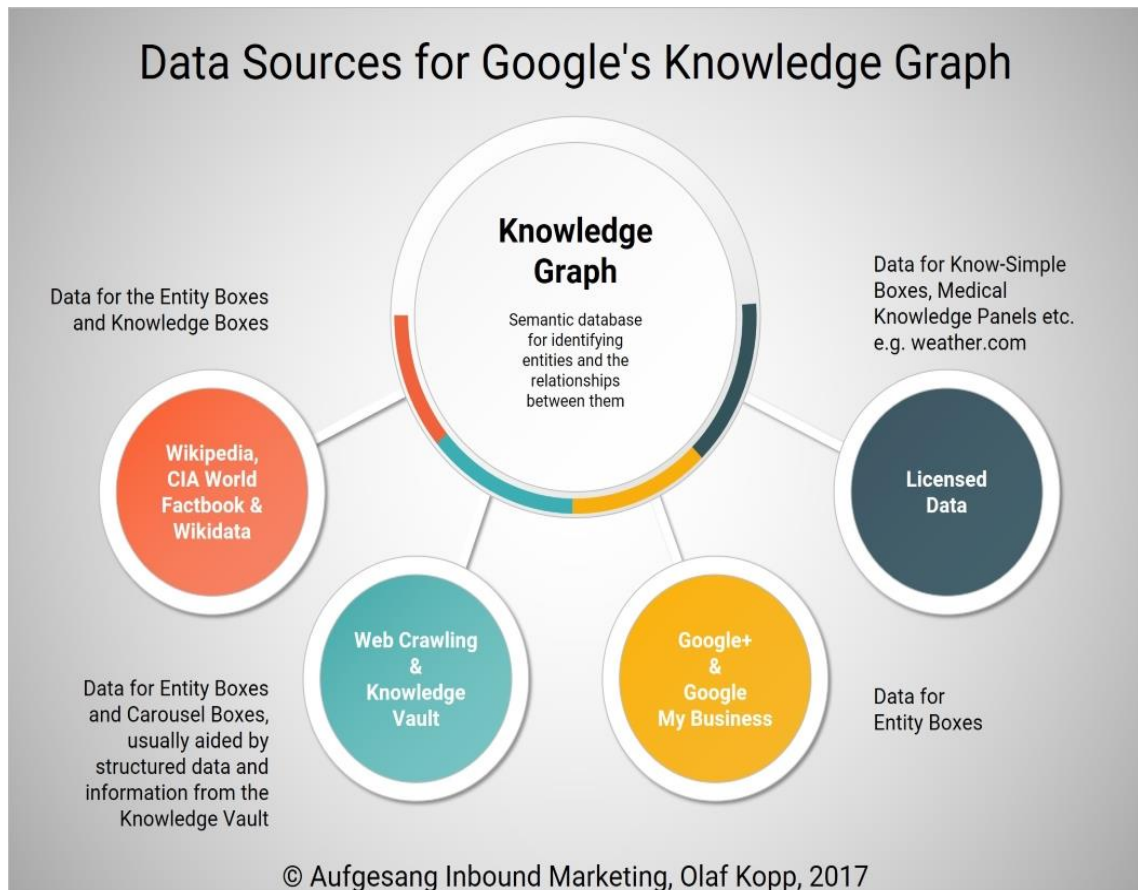 Data Sources for Google's Knowledge Graph
Knowledge
Graph
Semantic database
for identifying
entities and the
relationships
between them
Data for the Entity Boxes
and Knowledge Boxes
Wikipedia,
CIA World
Factbook &
Wikidata
Data for Entity Boxes
and Carousel Boxes,
usually aided by
structured data and
information from the
Knowledge Vault
Web Crawling
&
Knowledge
Vault
Google+
&
Google
My Business
Data for
Entity Boxes
Data for Know-Simple
Boxes, Medical
Knowledge Panels etc.
e.g. weather.com
Licensed
Data
© Aufgesang Inbound Marketing, Olaf Kopp, 2017